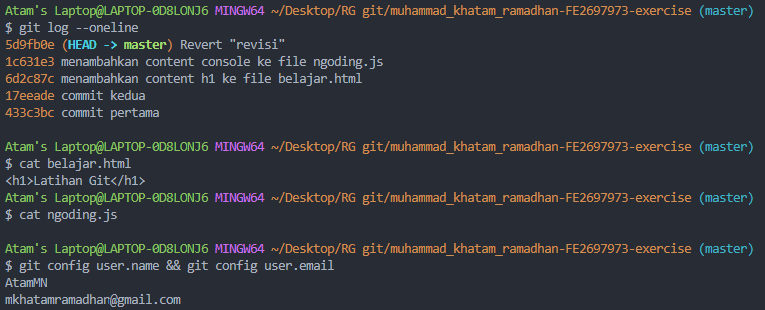 Atam's Laptop@LAPTOP-0D8LONJ6 MINGW64 ~/Desktop/RG git/muhammad_khatam_ramadhan-FE2697973-exercise (master)
$ git log --oneline
5d9fb0e (HEAD -> master) Revert "revisi"
1c631e3 menambahkan content console ke file ngoding.js
6d2c87c menambahkan content h1 ke file belajar.html
17eeade commit kedua
433c3bc commit pertama
Atam's Laptop@LAPTOP-0D8LONJ6 MINGW64 ~/Desktop/RG git/muhammad_khatam_ramadhan-FE2697973-exercise (master)
$ cat belajar.html
<h1>Latihan Git</h1>
Atam's Laptop@LAPTOP-0D8LONJ6 MINGW64 ~/Desktop/RG git/muhammad_khatam_ramadhan-FE2697973-exercise (master)
$ cat ngoding.js
Atam's Laptop@LAPTOP-0D8LONJ6 MINGW64 ~/Desktop/RG git/muhammad_khatam_ramadhan-FE2697973-exercise (master)
$ git config user.name && git config user.email
AtamMN
mkhatamramadhan@gmail.com